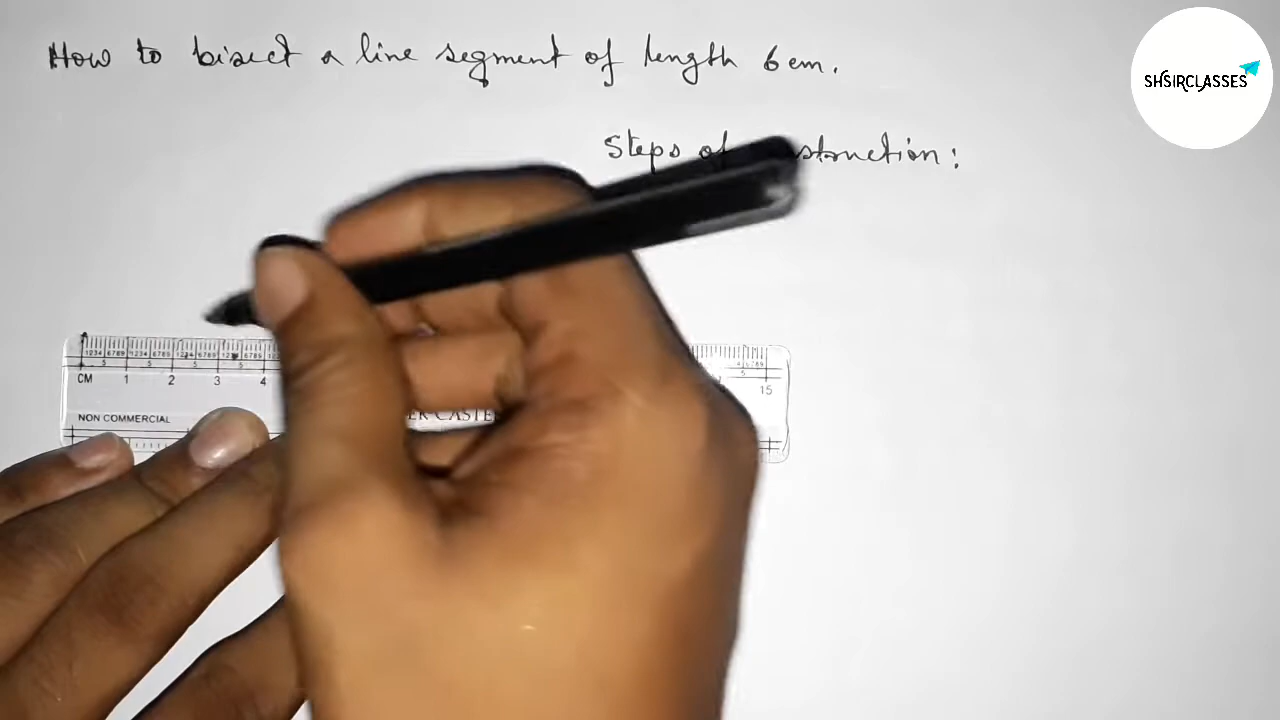 How to bisect a line segment of length 6 cm.
SHSIRCLASSES
Steps of
CM 1 2 3 4 15
NON COMMERCIAL